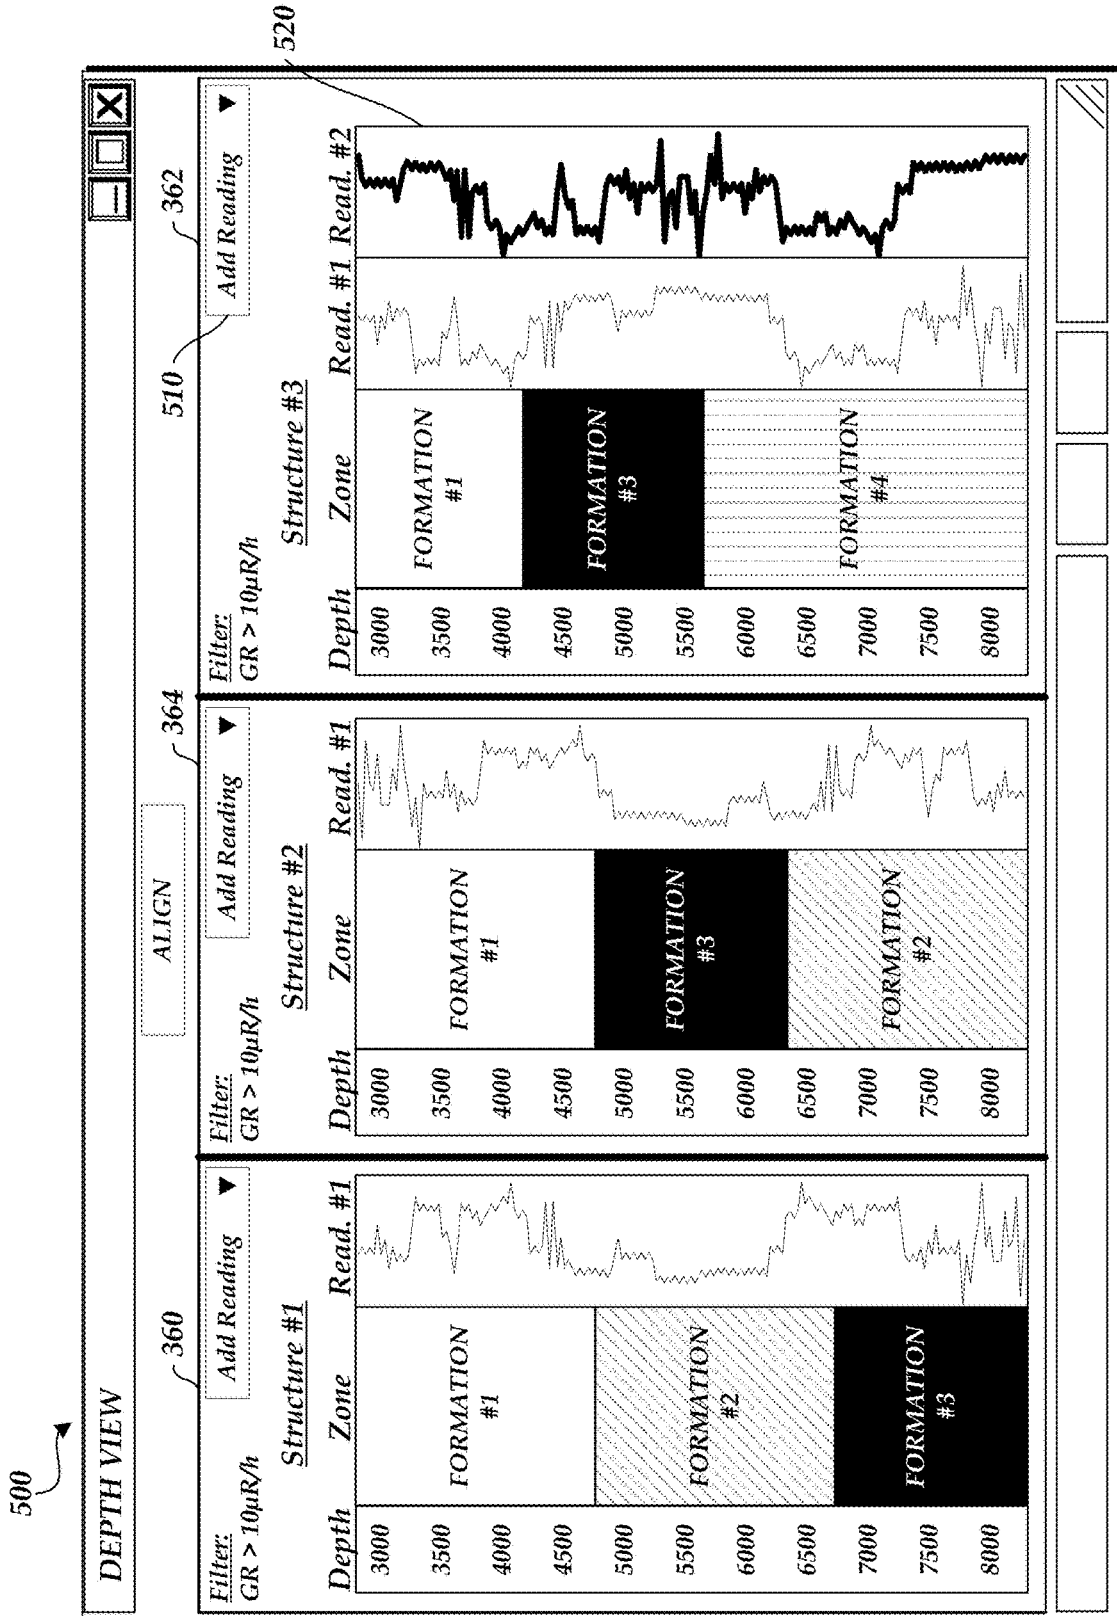 500
DEPTH VIEW
ALIGN
360
Filter:
GR > 10µR/h
Add Reading
Structure #1
Depth Zone Read. #1
3000
3500
4000
4500
5000
5500
6000
6500
7000
7500
8000
FORMATION
#1
FORMATION
#2
FORMATION
#3
364
Filter:
GR > 10µR/h
Add Reading
Structure #2
Depth Zone Read. #1
3000
3500
4000
4500
5000
5500
6000
6500
7000
7500
8000
FORMATION
#1
FORMATION
#3
FORMATION
#2
510
362
Filter:
GR > 10µR/h
Add Reading
520
Structure #3
Depth Zone Read. #1 Read. #2
3000
3500
4000
4500
5000
5500
6000
6500
7000
7500
8000
FORMATION
#1
FORMATION
#3
FORMATION
#4